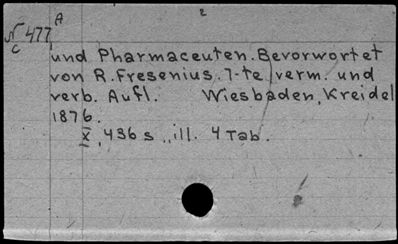 2
A
N 477
C
und Pharmaceuten. Bevorwortet
von R. Fresenius. 7-te verm. und
verb. Aufl. Wiesbaden, Kreidel
1876.
X, 436 s., ill. 4 Tab.